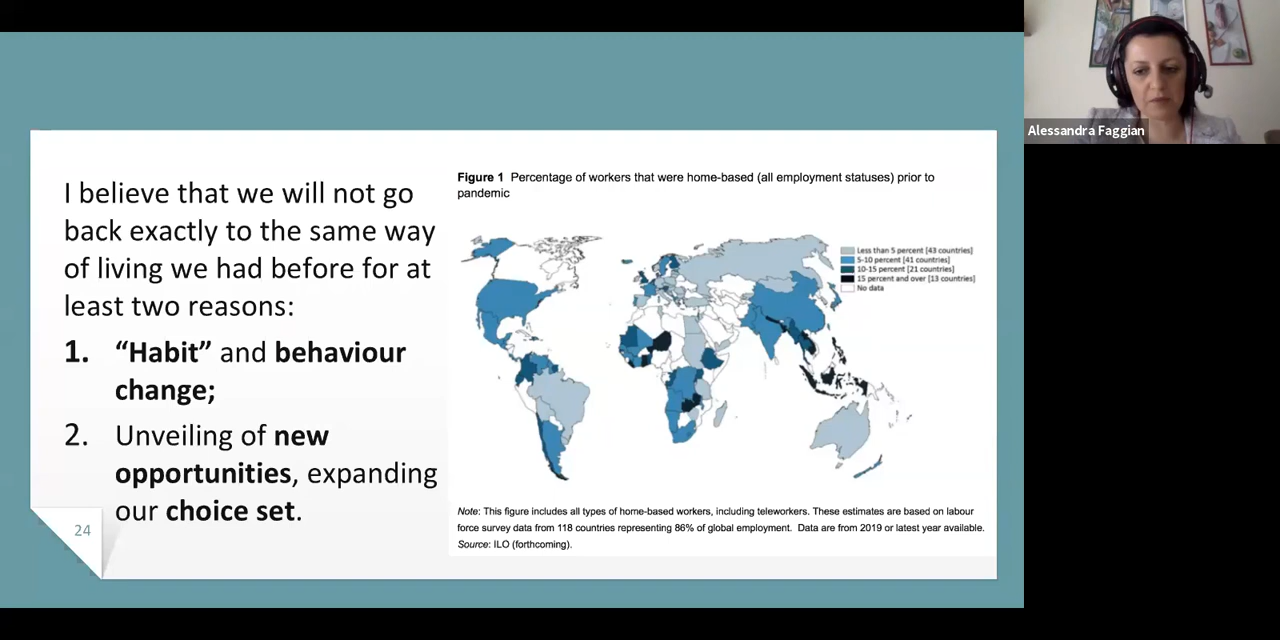 I believe that we will not go
back exactly to the same way
of living we had before for at
least two reasons:
1. “Habit” and behaviour
change;
2. Unveiling of new
opportunities, expanding
our choice set.
24
Figure 1 Percentage of workers that were home-based (all employment statuses) prior to
pandemic
Less than 5 percent [43 countries]
5-10 percent [41 countries]
10-15 percent [21 countries]
15 percent and over [13 countries]
No data
Note: This figure includes all types of home-based workers, including teleworkers. These estimates are based on labour
force survey data from 118 countries representing 86% of global employment. Data are from 2019 or latest year available.
Source: ILO (forthcoming).
Alessandra Faggian